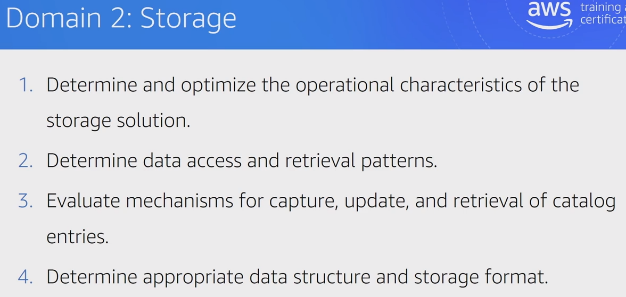 Domain 2: Storage
aws training
certificat
1. Determine and optimize the operational characteristics of the
storage solution.
2. Determine data access and retrieval patterns.
3. Evaluate mechanisms for capture, update, and retrieval of catalog
entries.
4. Determine appropriate data structure and storage format.